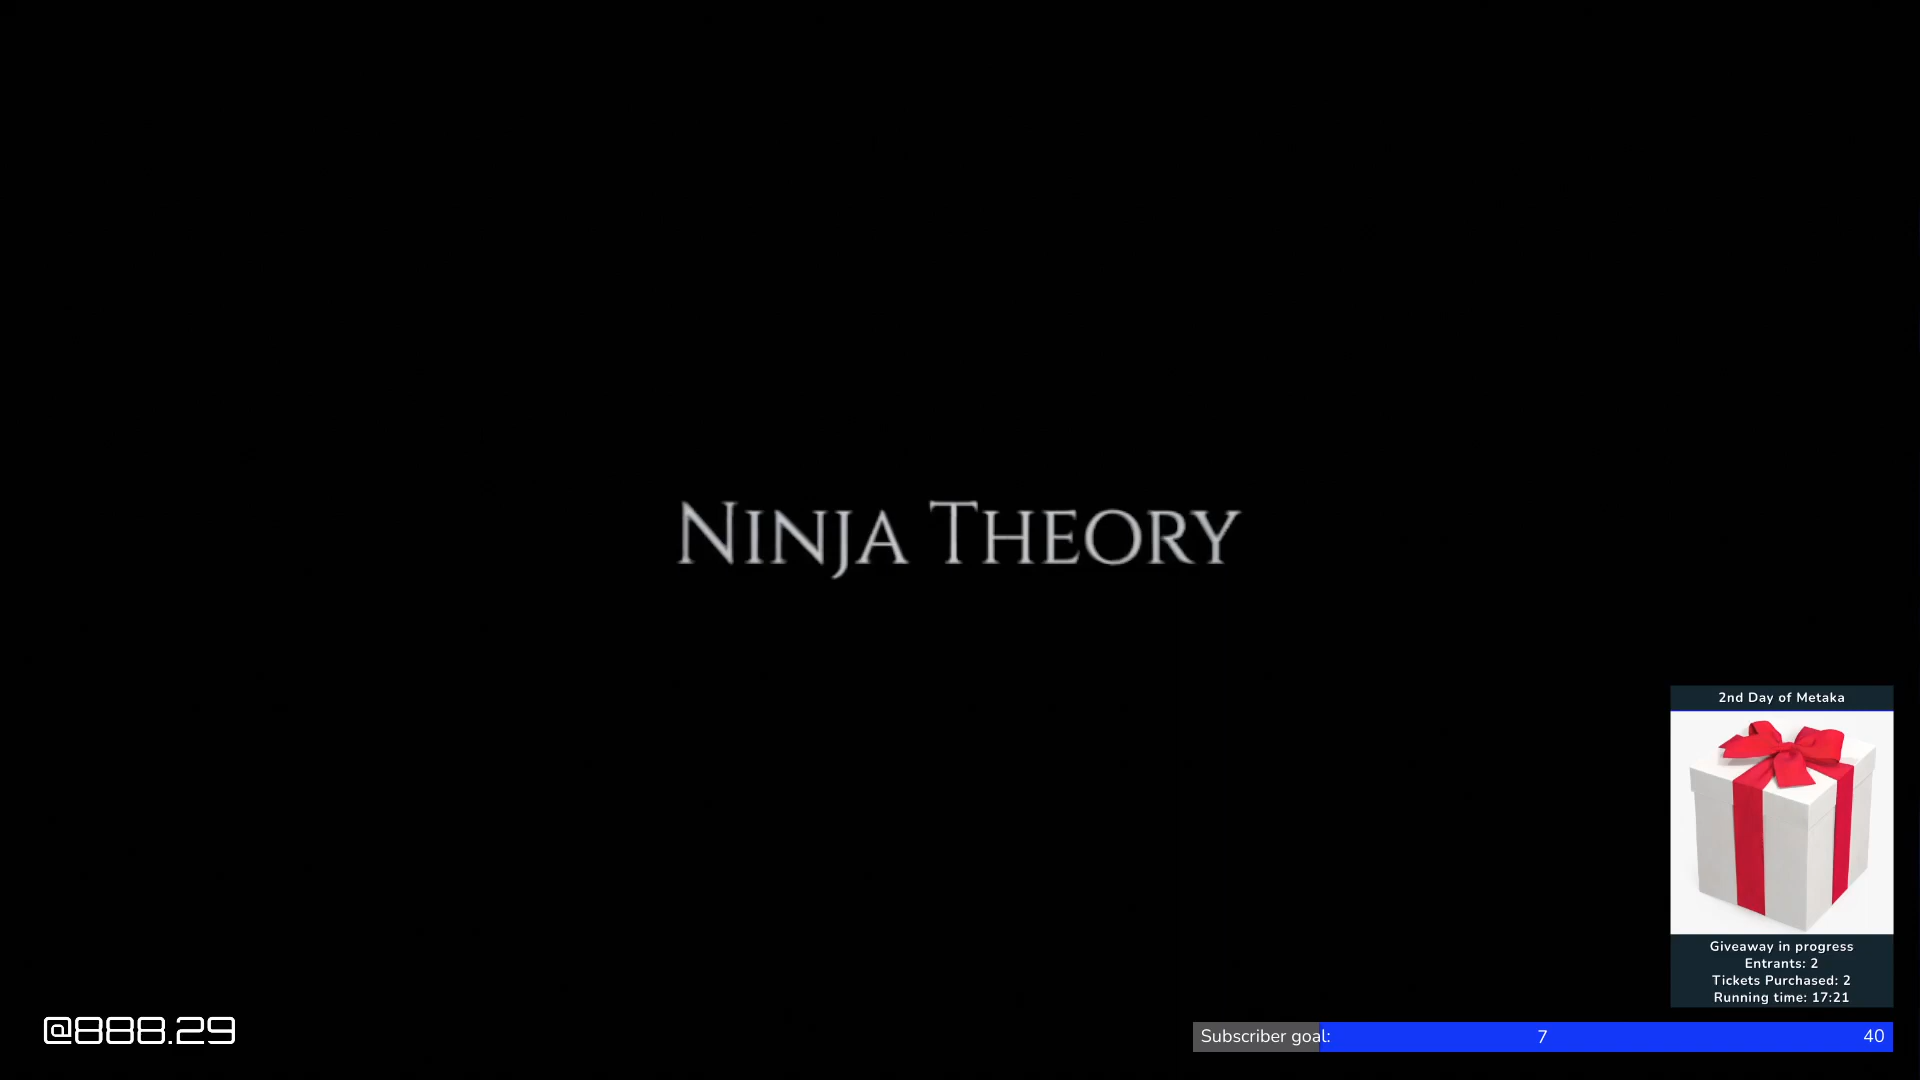 NINJA THEORY
2nd Day of Metaka
Giveaway in progress
Entrants: 2
Tickets Purchased: 2
Running time: 17:21
@888.29
Subscriber goal: 7 40